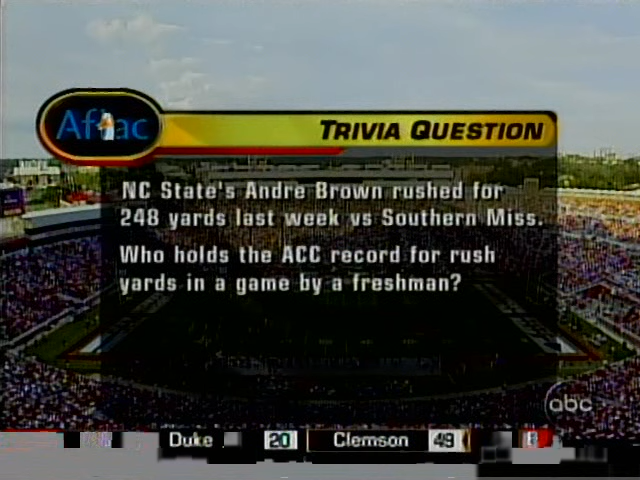 Aflac
TRIVIA QUESTION
NC State's Andre Brown rushed for
248 yards last week vs Southern Miss.
Who holds the ACC record for rush
yards in a game by a freshman?
abc
Duke 20 Clemson 49